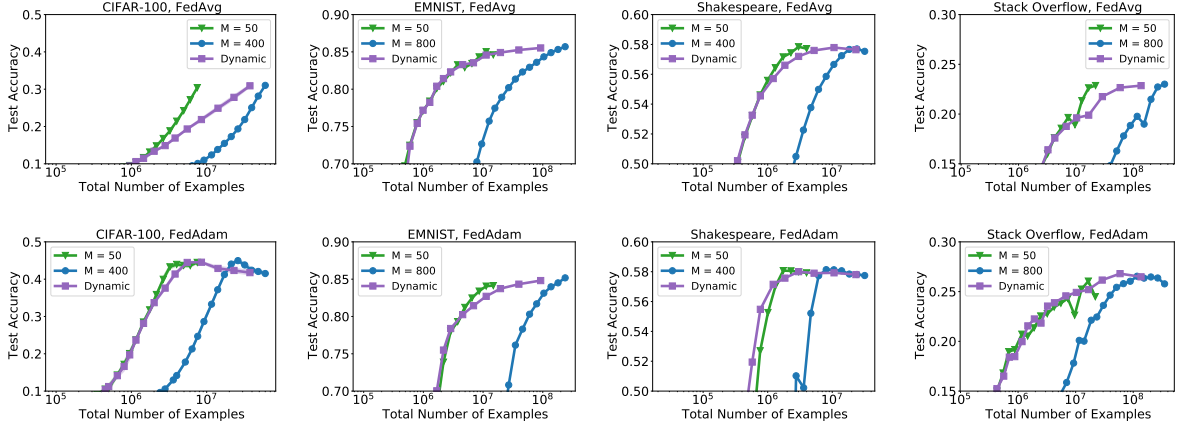 CIFAR-100, FedAvg
0.5
0.4
0.3
0.2
0.1
Test Accuracy
M = 50
M = 400
Dynamic
10^5
10^6
10^7
Total Number of Examples
EMNIST, FedAvg
0.90
0.85
0.80
0.75
0.70
Test Accuracy
M = 50
M = 800
Dynamic
10^5
10^6
10^7
10^8
Total Number of Examples
Shakespeare, FedAvg
0.60
0.58
0.56
0.54
0.52
0.50
Test Accuracy
M = 50
M = 400
Dynamic
10^5
10^6
10^7
Total Number of Examples
Stack Overflow, FedAvg
0.30
0.25
0.20
0.15
Test Accuracy
M = 50
M = 800
Dynamic
10^5
10^6
10^7
10^8
Total Number of Examples
CIFAR-100, FedAdam
0.5
0.4
0.3
0.2
0.1
Test Accuracy
M = 50
M = 400
Dynamic
10^5
10^6
10^7
Total Number of Examples
EMNIST, FedAdam
0.90
0.85
0.80
0.75
0.70
Test Accuracy
M = 50
M = 800
Dynamic
10^5
10^6
10^7
10^8
Total Number of Examples
Shakespeare, FedAdam
0.60
0.58
0.56
0.54
0.52
0.50
Test Accuracy
M = 50
M = 400
Dynamic
10^5
10^6
10^7
Total Number of Examples
Stack Overflow, FedAdam
0.30
0.25
0.20
0.15
Test Accuracy
M = 50
M = 800
Dynamic
10^5
10^6
10^7
10^8
Total Number of Examples